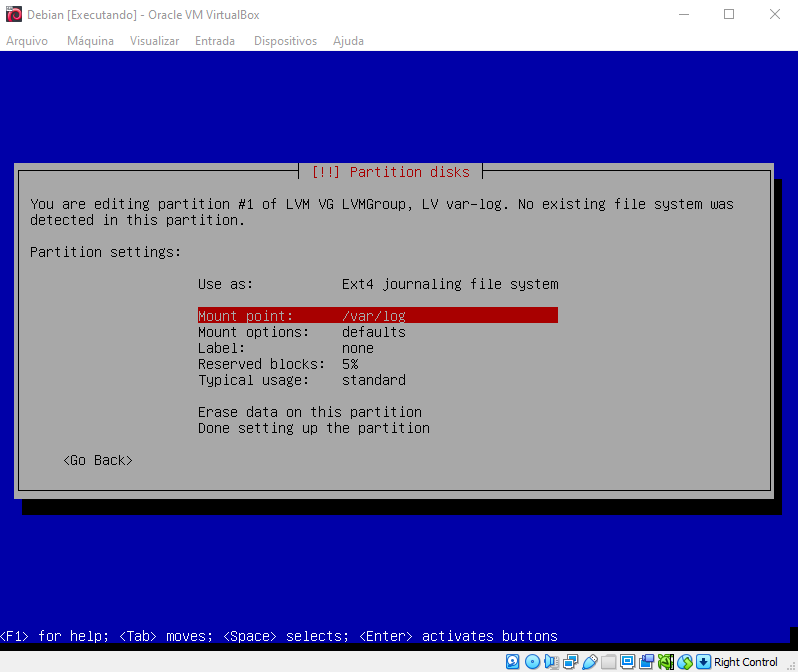 Debian [Executando] - Oracle VM VirtualBox
Arquivo Máquina Visualizar Entrada Dispositivos Ajuda
[!!] Partition disks
You are editing partition #1 of LVM VG LVMGroup, LV var-log. No existing file system was
detected in this partition.
Partition settings:
Use as: Ext4 journaling file system
Mount point: /var/log
Mount options: defaults
Label: none
Reserved blocks: 5%
Typical usage: standard
Erase data on this partition
Done setting up the partition
<Go Back>
<F1> for help; <Tab> moves; <Space> selects; <Enter> activates buttons
Right Control